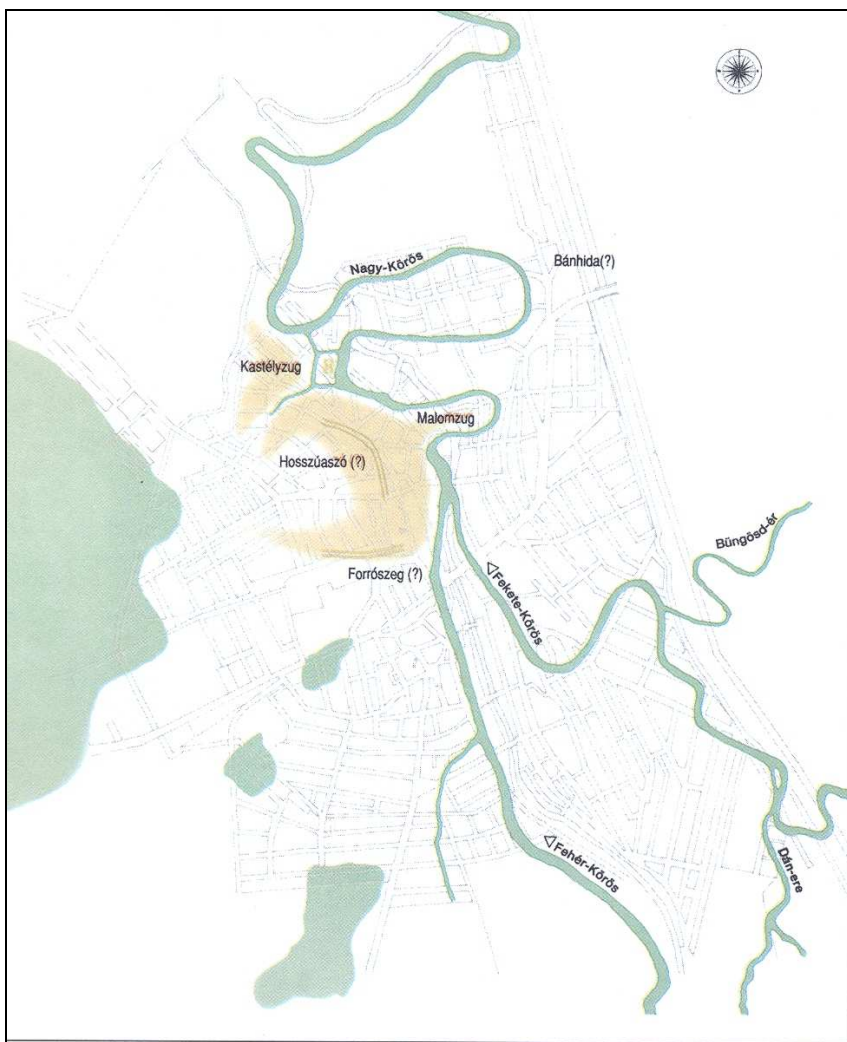 Nagy-Körös
Bánhida(?)
Kastélyzug
Malomzug
Hosszúaszó (?)
Büngösd-ér
Forrószeg (?)
Fekete-Körös
Fehér-Körös
Dán-ere